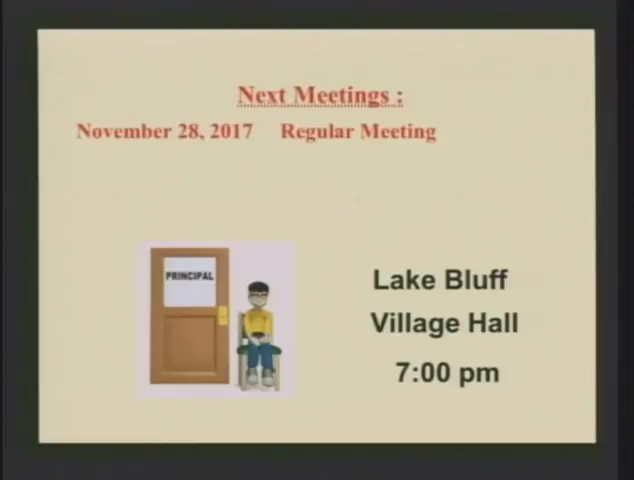 Next Meetings :
November 28, 2017 Regular Meeting
PRINCIPAL
Lake Bluff
Village Hall
7:00 pm